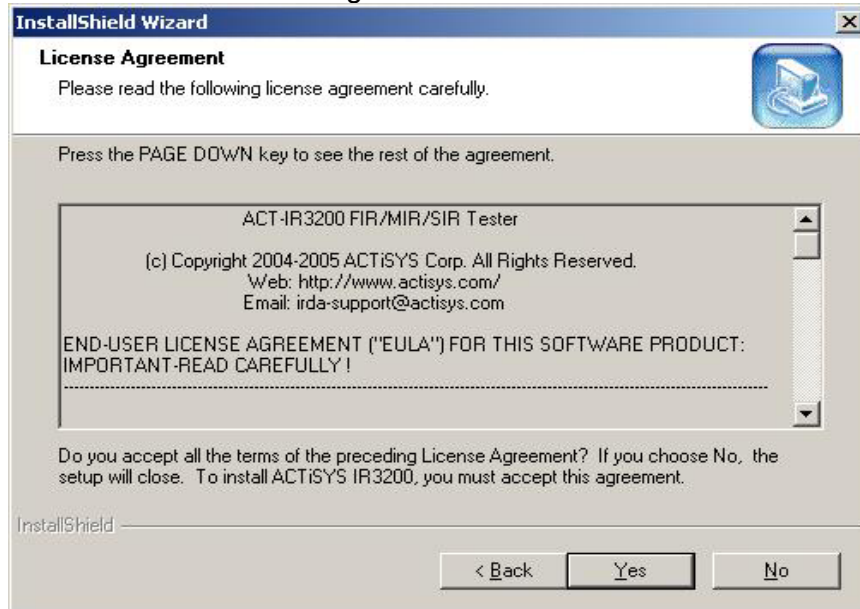 InstallShield Wizard
License Agreement
Please read the following license agreement carefully.
Press the PAGE DOWN key to see the rest of the agreement.
ACT-IR3200 FIR/MIR/SIR Tester
(c) Copyright 2004-2005 ACTiSYS Corp. All Rights Reserved.
Web: http://www.actisys.com/
Email: irda-support@actisys.com
END-USER LICENSE AGREEMENT ("EULA") FOR THIS SOFTWARE PRODUCT:
IMPORTANT-READ CAREFULLY !
--------------------------------------------------------------------------------
Do you accept all the terms of the preceding License Agreement? If you choose No, the
setup will close. To install ACTiSYS IR3200, you must accept this agreement.
InstallShield
< Back Yes No